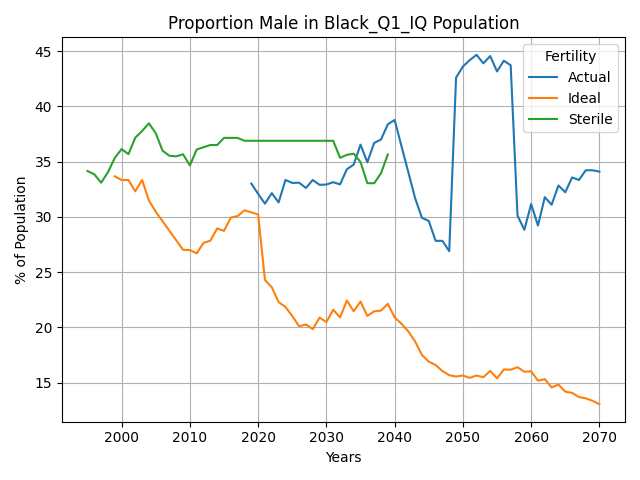 Proportion Male in Black_Q1_IQ Population
% of Population
45
40
35
30
25
20
15
Fertility
Actual
Ideal
Sterile
2000
2010
2020
2030
2040
2050
2060
2070
Years